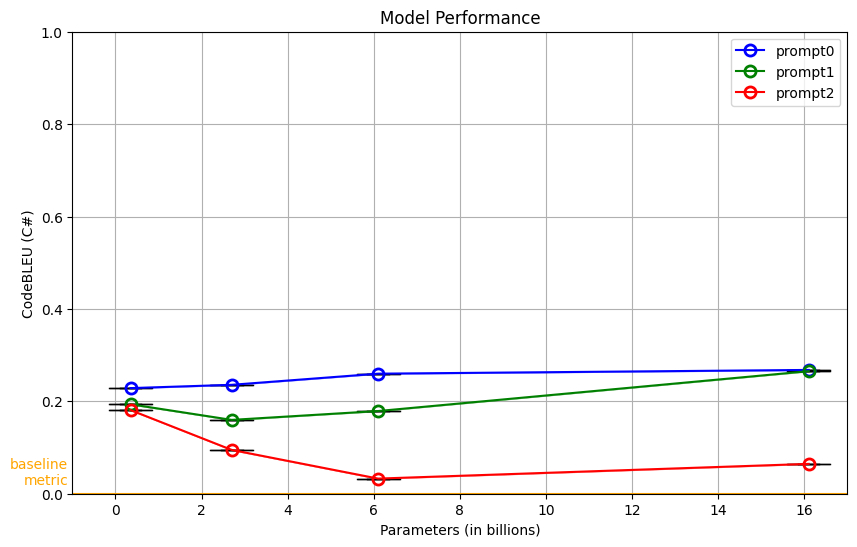 Model Performance
1.0
0.8
0.6
0.4
0.2
0.0
CodeBLEU (C#)
baseline
metric
prompt0
prompt1
prompt2
0 2 4 6 8 10 12 14 16
Parameters (in billions)